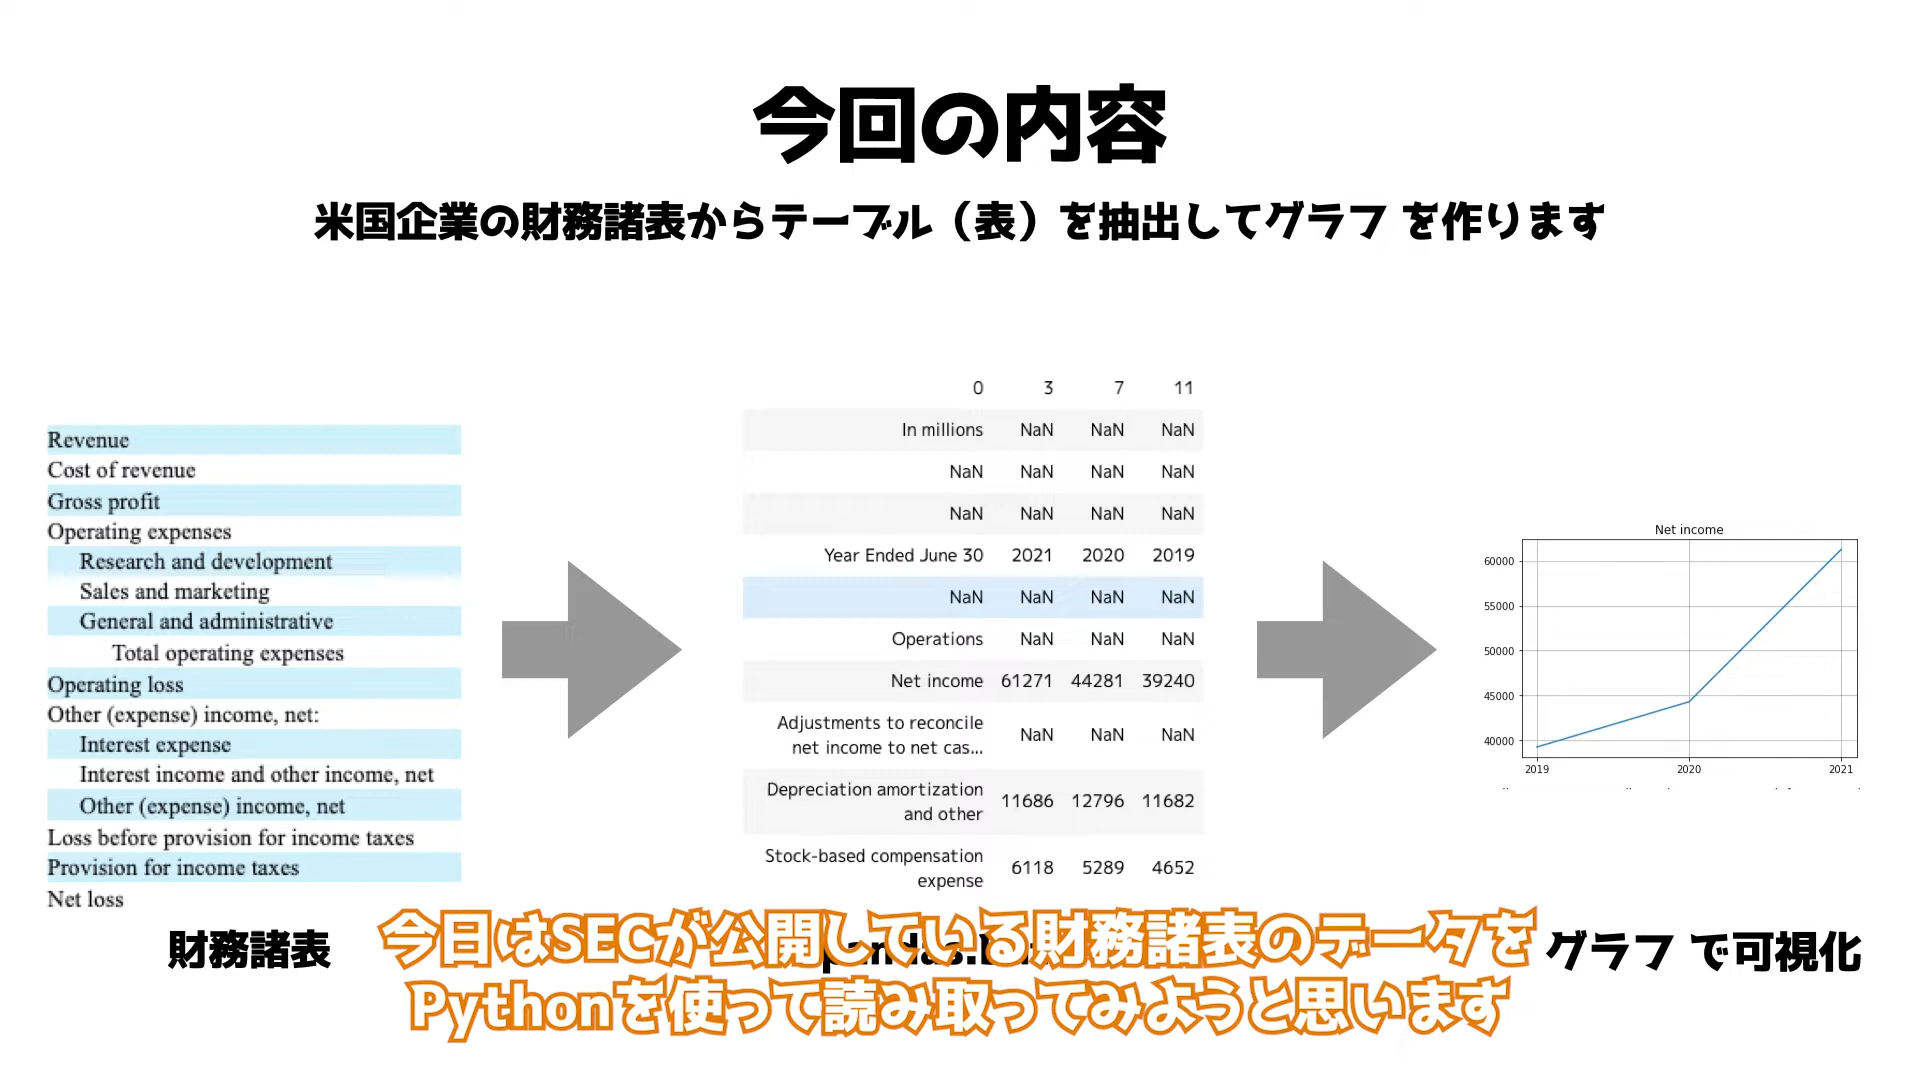 今回の内容
米国企業の財務諸表からテーブル（表）を抽出してグラフ を作ります
Revenue
Cost of revenue
Gross profit
Operating expenses
Research and development
Sales and marketing
General and administrative
Total operating expenses
Operating loss
Other (expense) income, net:
Interest expense
Interest income and other income, net
Other (expense) income, net
Loss before provision for income taxes
Provision for income taxes
Net loss
財務諸表
0 3 7 11
In millions NaN NaN NaN
NaN NaN NaN NaN
NaN NaN NaN NaN
Year Ended June 30 2021 2020 2019
NaN NaN NaN NaN
Operations NaN NaN NaN
Net income 61271 44281 39240
Adjustments to reconcile
net income to net cas... NaN NaN NaN
Depreciation amortization
and other 11686 12796 11682
Stock-based compensation
expense 6118 5289 4652
Net income
60000
55000
50000
45000
40000
2019 2020 2021
グラフ で可視化
今日はSECが公開している財務諸表のデータを
Pythonを使って読み取ってみようと思います